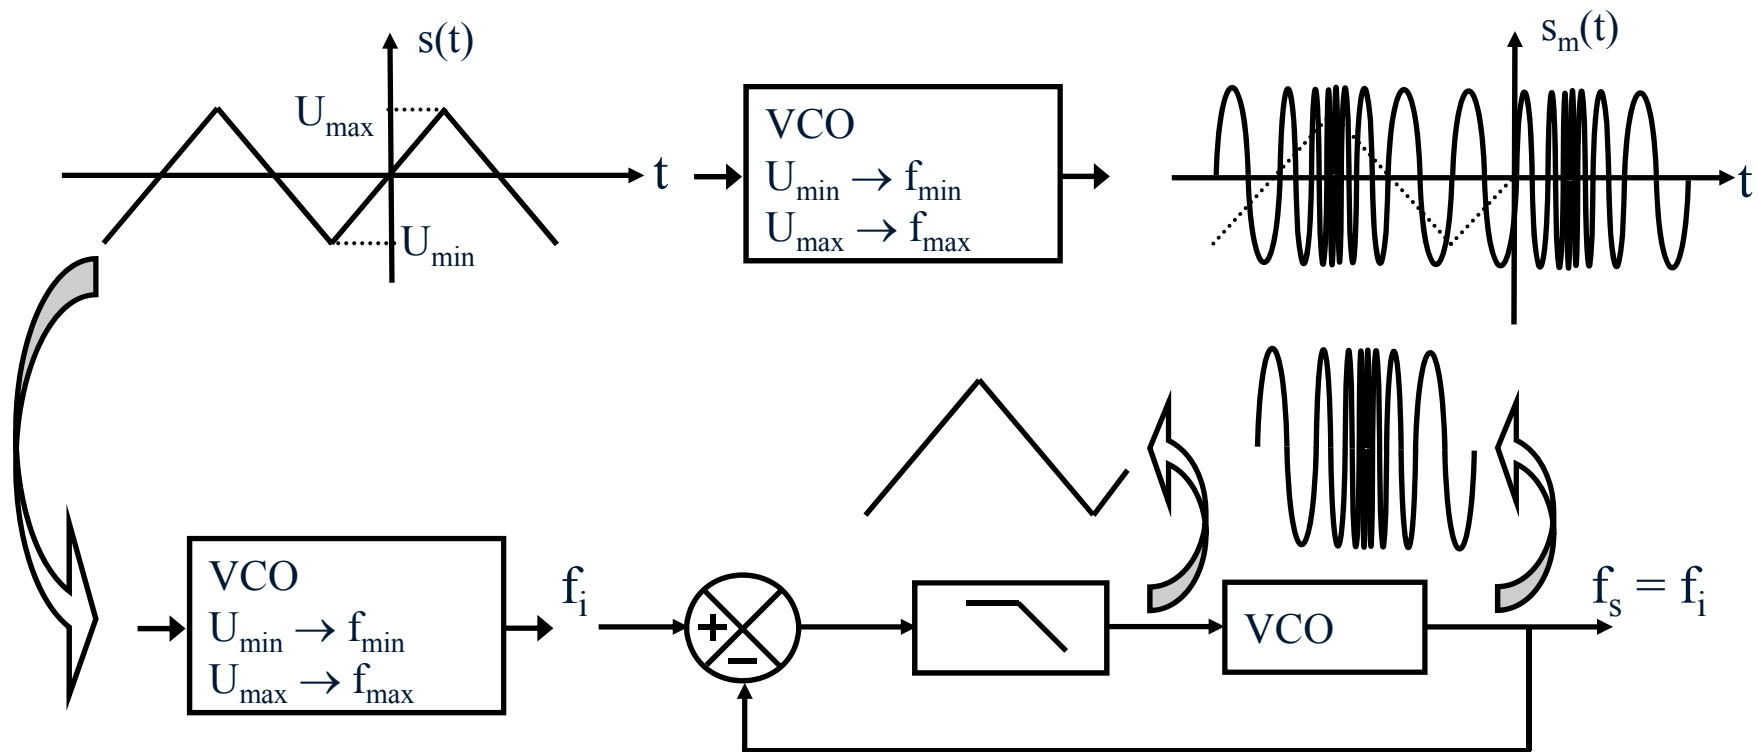 s(t)
U_max
U_min
t
VCO
U_min → f_min
U_max → f_max
s_m(t)
t
VCO
U_min → f_min
U_max → f_max
f_i
+
−
VCO
f_s = f_i